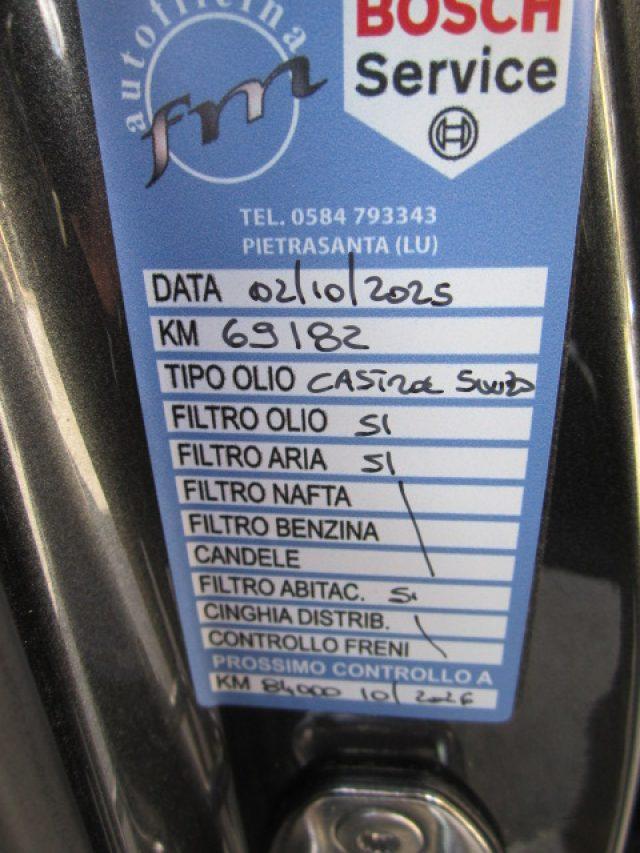 autofficina
fm
BOSCH
Service
TEL. 0584 793343
PIETRASANTA (LU)
DATA 02/10/2025
KM 69182
TIPO OLIO CASTROL 5W30
FILTRO OLIO SI
FILTRO ARIA SI
FILTRO NAFTA
FILTRO BENZINA
CANDELE
FILTRO ABITAC. SI
CINGHIA DISTRIB.
CONTROLLO FRENI
PROSSIMO CONTROLLO A
KM 84000 10/2026